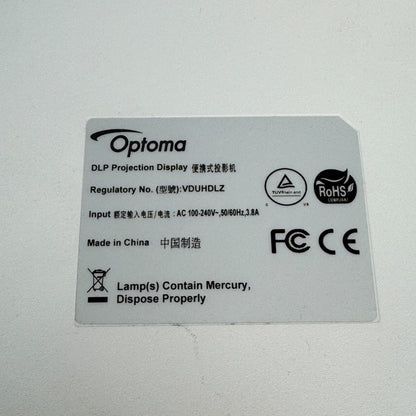 Optoma
DLP Projection Display 便携式投影机
Regulatory No. (型號):VDUHDLZ
RoHS
Input 额定输入电压/电流 : AC 100-240V~,50/60Hz,3.8A
Made in China 中国制造
FC CE
Lamp(s) Contain Mercury,
Dispose Properly